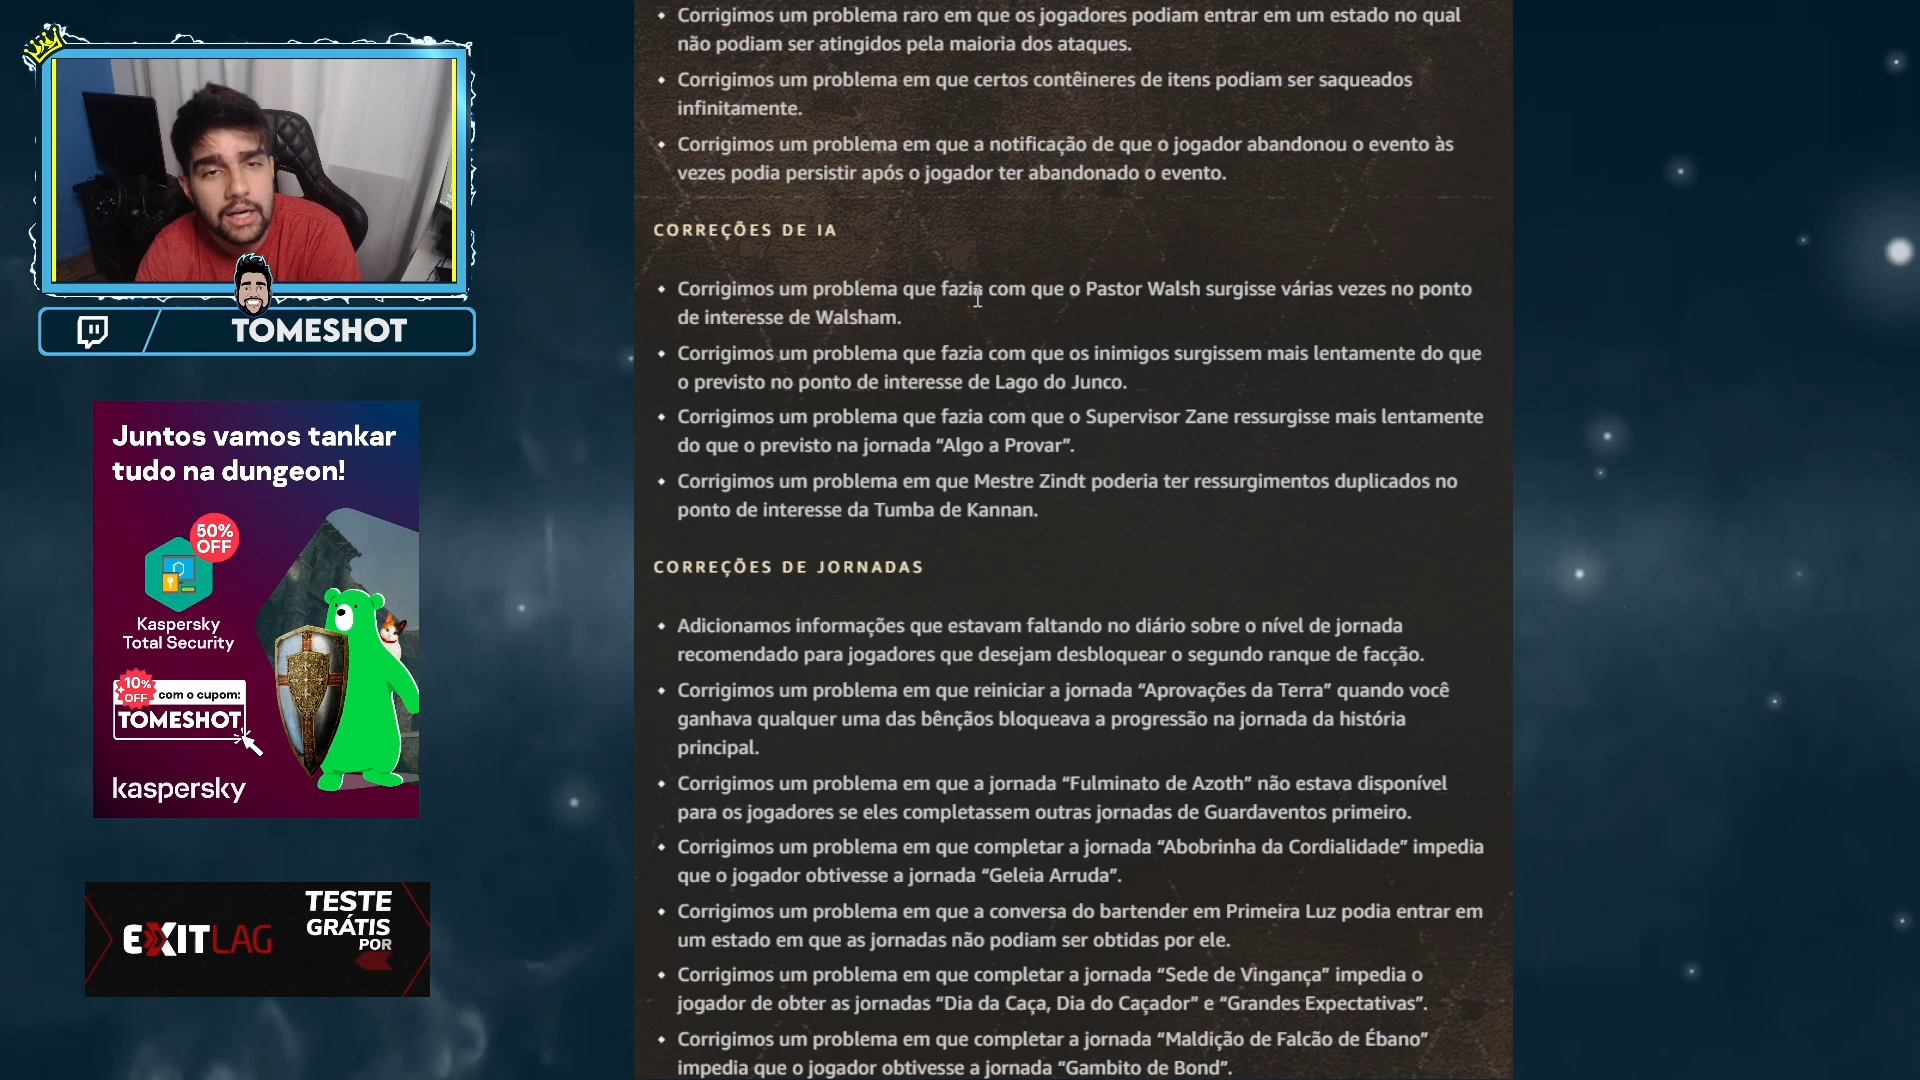 TOMESHOT
Juntos vamos tankar
tudo na dungeon!
50%
OFF
Kaspersky
Total Security
+10%
OFF
com o cupom:
TOMESHOT
kaspersky
EXITLAG
TESTE
GRÁTIS
POR
Corrigimos um problema raro em que os jogadores podiam entrar em um estado no qual
não podiam ser atingidos pela maioria dos ataques.
Corrigimos um problema em que certos contêineres de itens podiam ser saqueados
infinitamente.
Corrigimos um problema em que a notificação de que o jogador abandonou o evento às
vezes podia persistir após o jogador ter abandonado o evento.
CORREÇÕES DE IA
Corrigimos um problema que fazia com que o Pastor Walsh surgisse várias vezes no ponto
de interesse de Walsham.
Corrigimos um problema que fazia com que os inimigos surgissem mais lentamente do que
o previsto no ponto de interesse de Lago do Junco.
Corrigimos um problema que fazia com que o Supervisor Zane ressurgisse mais lentamente
do que o previsto na jornada “Algo a Provar”.
Corrigimos um problema em que Mestre Zindt poderia ter ressurgimentos duplicados no
ponto de interesse da Tumba de Kannan.
CORREÇÕES DE JORNADAS
Adicionamos informações que estavam faltando no diário sobre o nível de jornada
recomendado para jogadores que desejam desbloquear o segundo ranque de facção.
Corrigimos um problema em que reiniciar a jornada “Aprovações da Terra” quando você
ganhava qualquer uma das bênçãos bloqueava a progressão na jornada da história
principal.
Corrigimos um problema em que a jornada “Fulminato de Azoth” não estava disponível
para os jogadores se eles completassem outras jornadas de Guardaventos primeiro.
Corrigimos um problema em que completar a jornada “Abobrinha da Cordialidade” impedia
que o jogador obtivesse a jornada “Geleia Arruda”.
Corrigimos um problema em que a conversa do bartender em Primeira Luz podia entrar em
um estado em que as jornadas não podiam ser obtidas por ele.
Corrigimos um problema em que completar a jornada “Sede de Vingança” impedia o
jogador de obter as jornadas “Dia da Caça, Dia do Caçador” e “Grandes Expectativas”.
Corrigimos um problema em que completar a jornada “Maldição de Falcão de Ébano”
impedia que o jogador obtivesse a jornada “Gambito de Bond”.